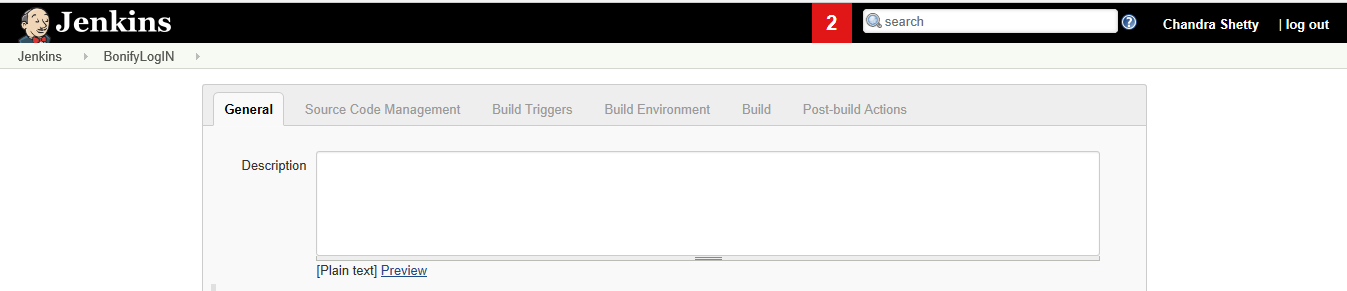 Jenkins 2 search ? Chandra Shetty | log out
Jenkins BonifyLogIN
General Source Code Management Build Triggers Build Environment Build Post-build Actions
Description
[Plain text] Preview